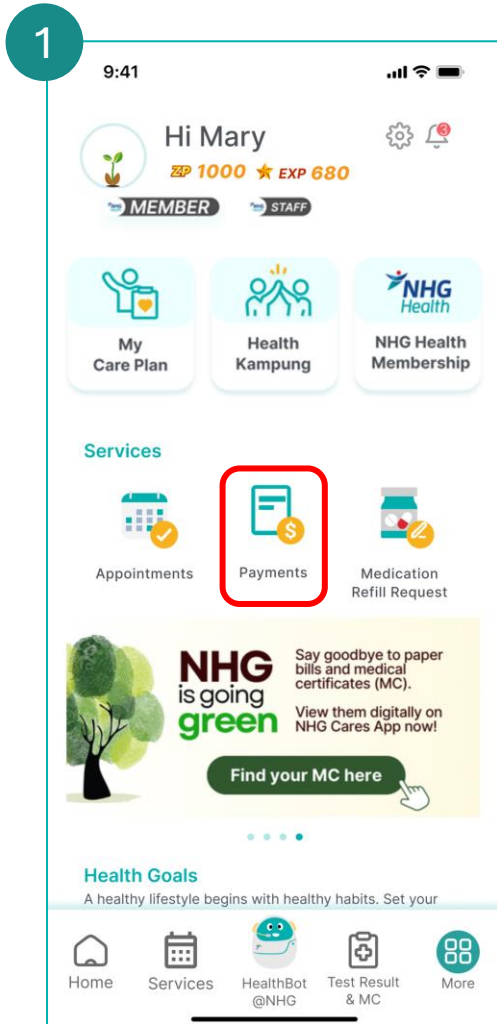 1
9:41
Hi Mary
ZP 1000 EXP 680
MEMBER STAFF
My
Care Plan
Health
Kampung
NHG
Health
NHG Health
Membership
Services
Appointments
Payments
Medication
Refill Request
NHG
is going
green
Say goodbye to paper
bills and medical
certificates (MC).
View them digitally on
NHG Cares App now!
Find your MC here
Health Goals
A healthy lifestyle begins with healthy habits. Set your
Home
Services
HealthBot
@NHG
Test Result
& MC
More